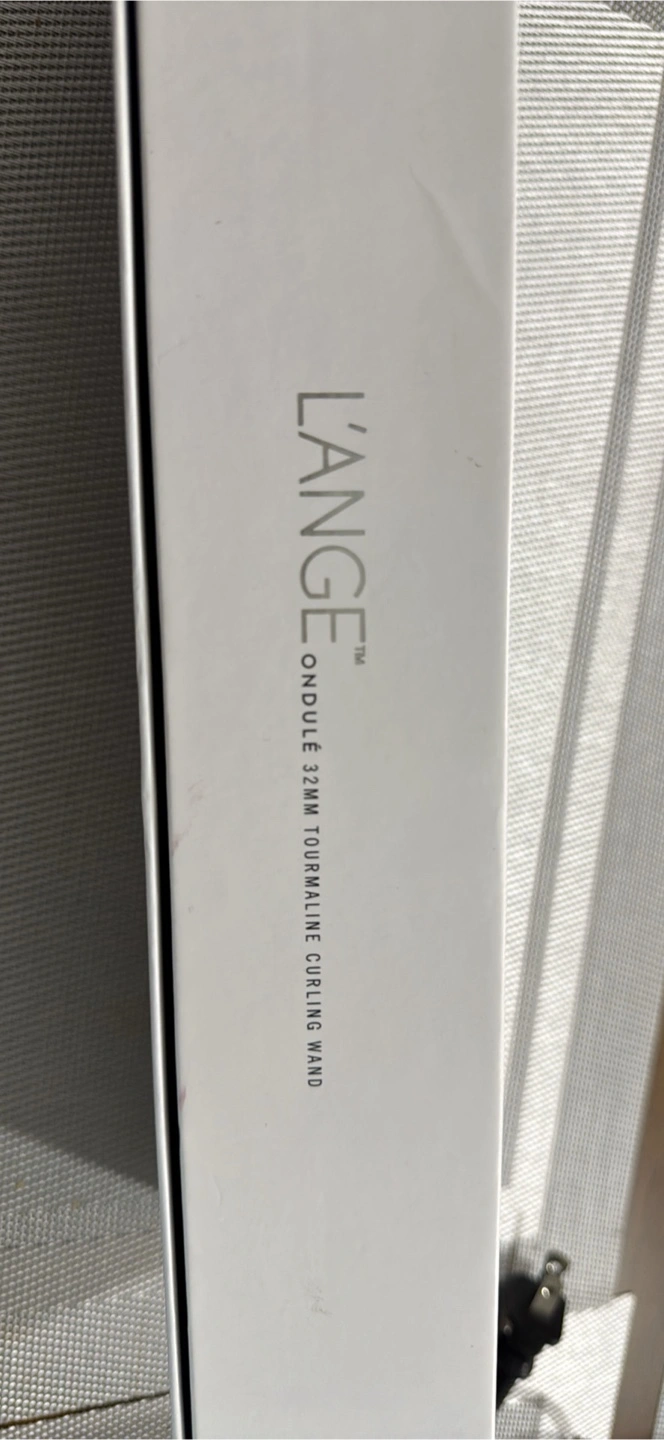 L'ANGE™
ONDULÉ 32MM TOURMALINE CURLING WAND